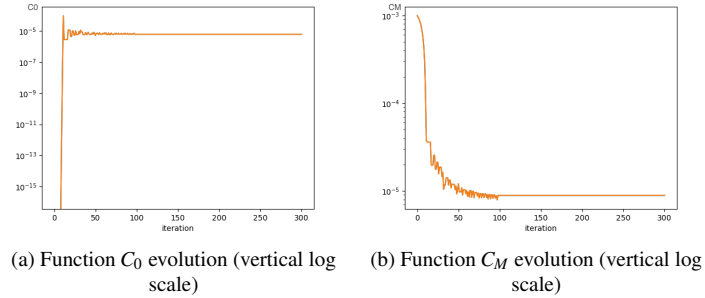 C0
10^{-5}
10^{-7}
10^{-9}
10^{-11}
10^{-13}
10^{-15}
0 50 100 150 200 250 300
iteration
CM
10^{-3}
10^{-4}
10^{-5}
0 50 100 150 200 250 300
iteration
(a) Function C_0 evolution (vertical log
scale)
(b) Function C_M evolution (vertical log
scale)